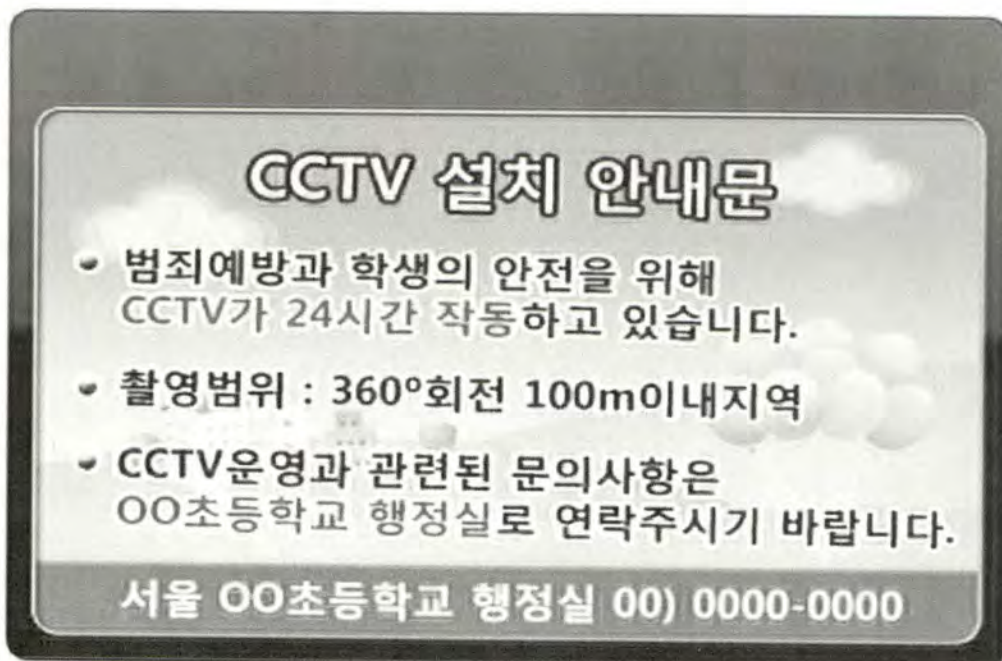 CCTV 설치 안내문
• 범죄예방과 학생의 안전을 위해
CCTV가 24시간 작동하고 있습니다.
• 촬영범위 : 360°회전 100m이내지역
• CCTV운영과 관련된 문의사항은
OO초등학교 행정실로 연락주시기 바랍니다.
서울 OO초등학교 행정실 00) 0000-0000